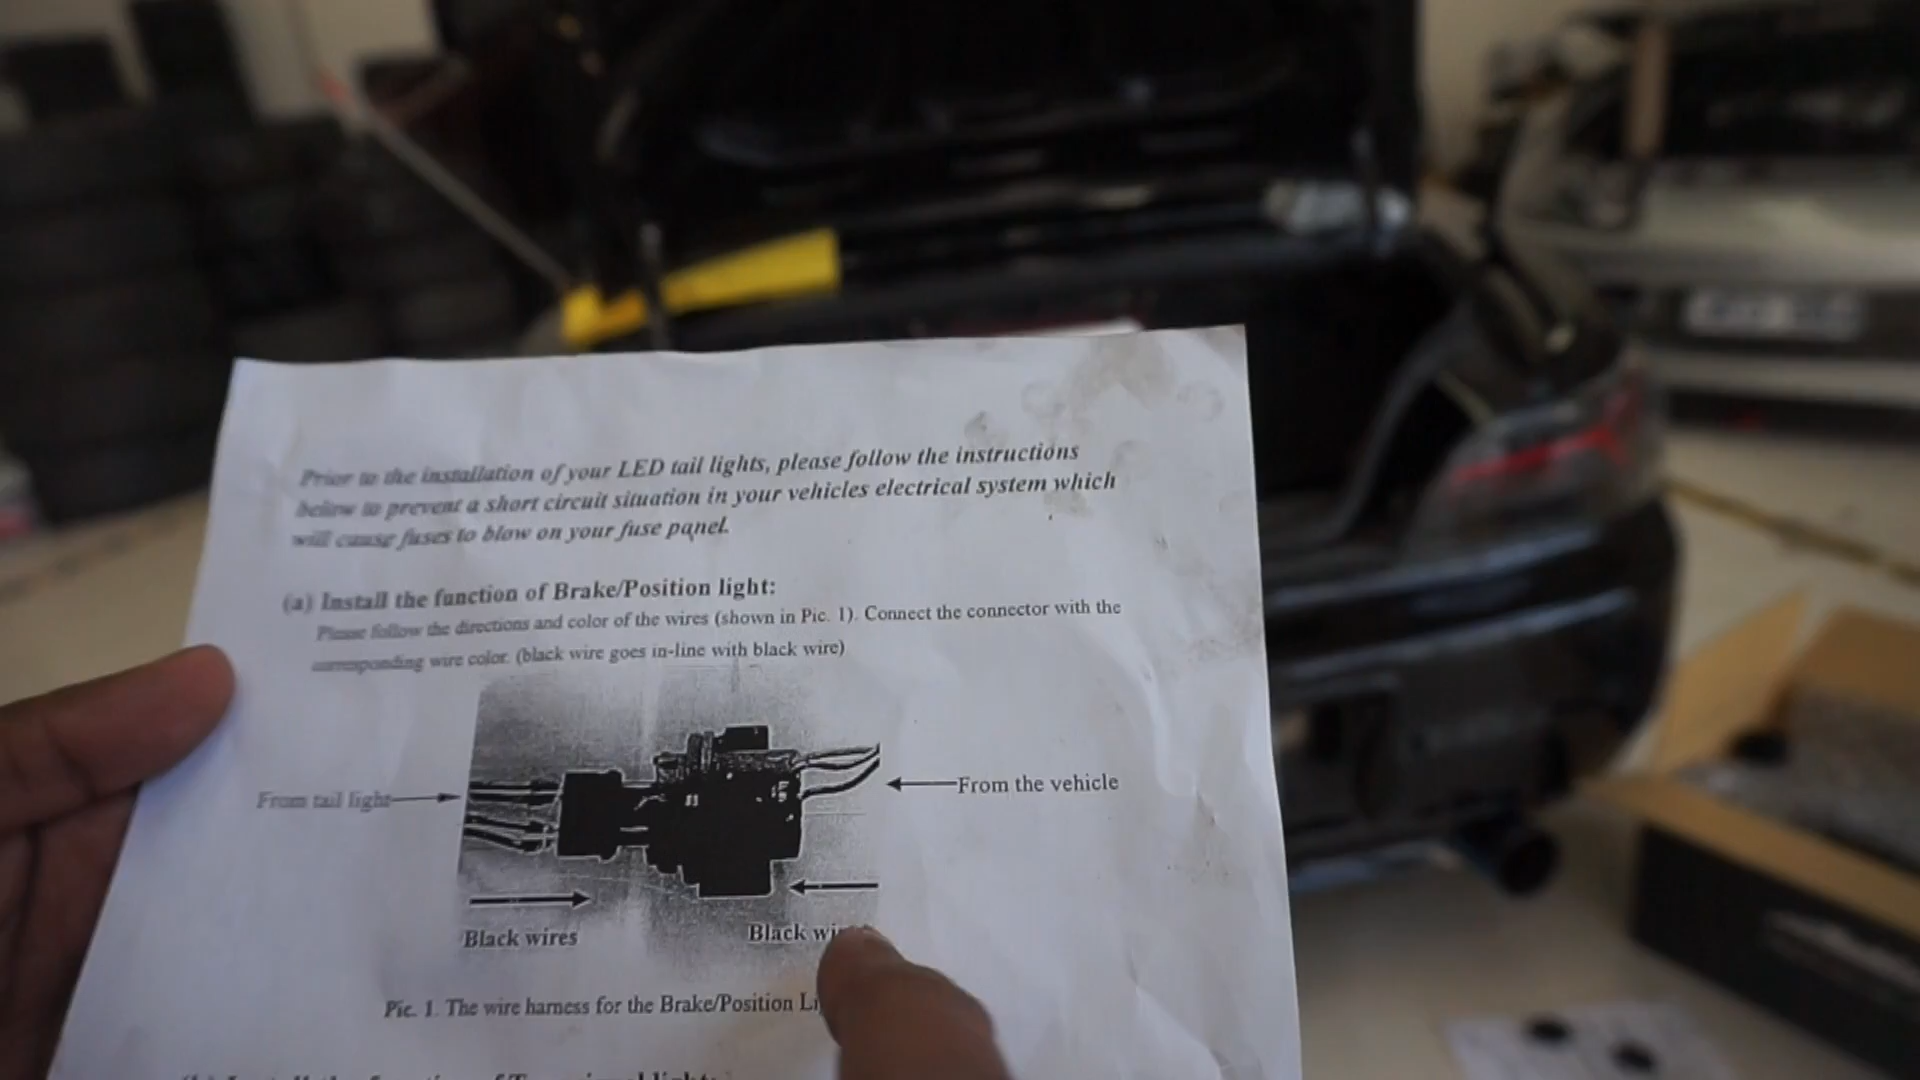 Prior to the installation of your LED tail lights, please follow the instructions
below to prevent a short circuit situation in your vehicles electrical system which
will cause fuses to blow on your fuse panel.
(a) Install the function of Brake/Position light:
Please follow the directions and color of the wires (shown in Pic. 1). Connect the connector with the
corresponding wire color. (black wire goes in-line with black wire)
From tail light
From the vehicle
Black wires
Black
Pic. 1. The wire harness for the Brake/Position